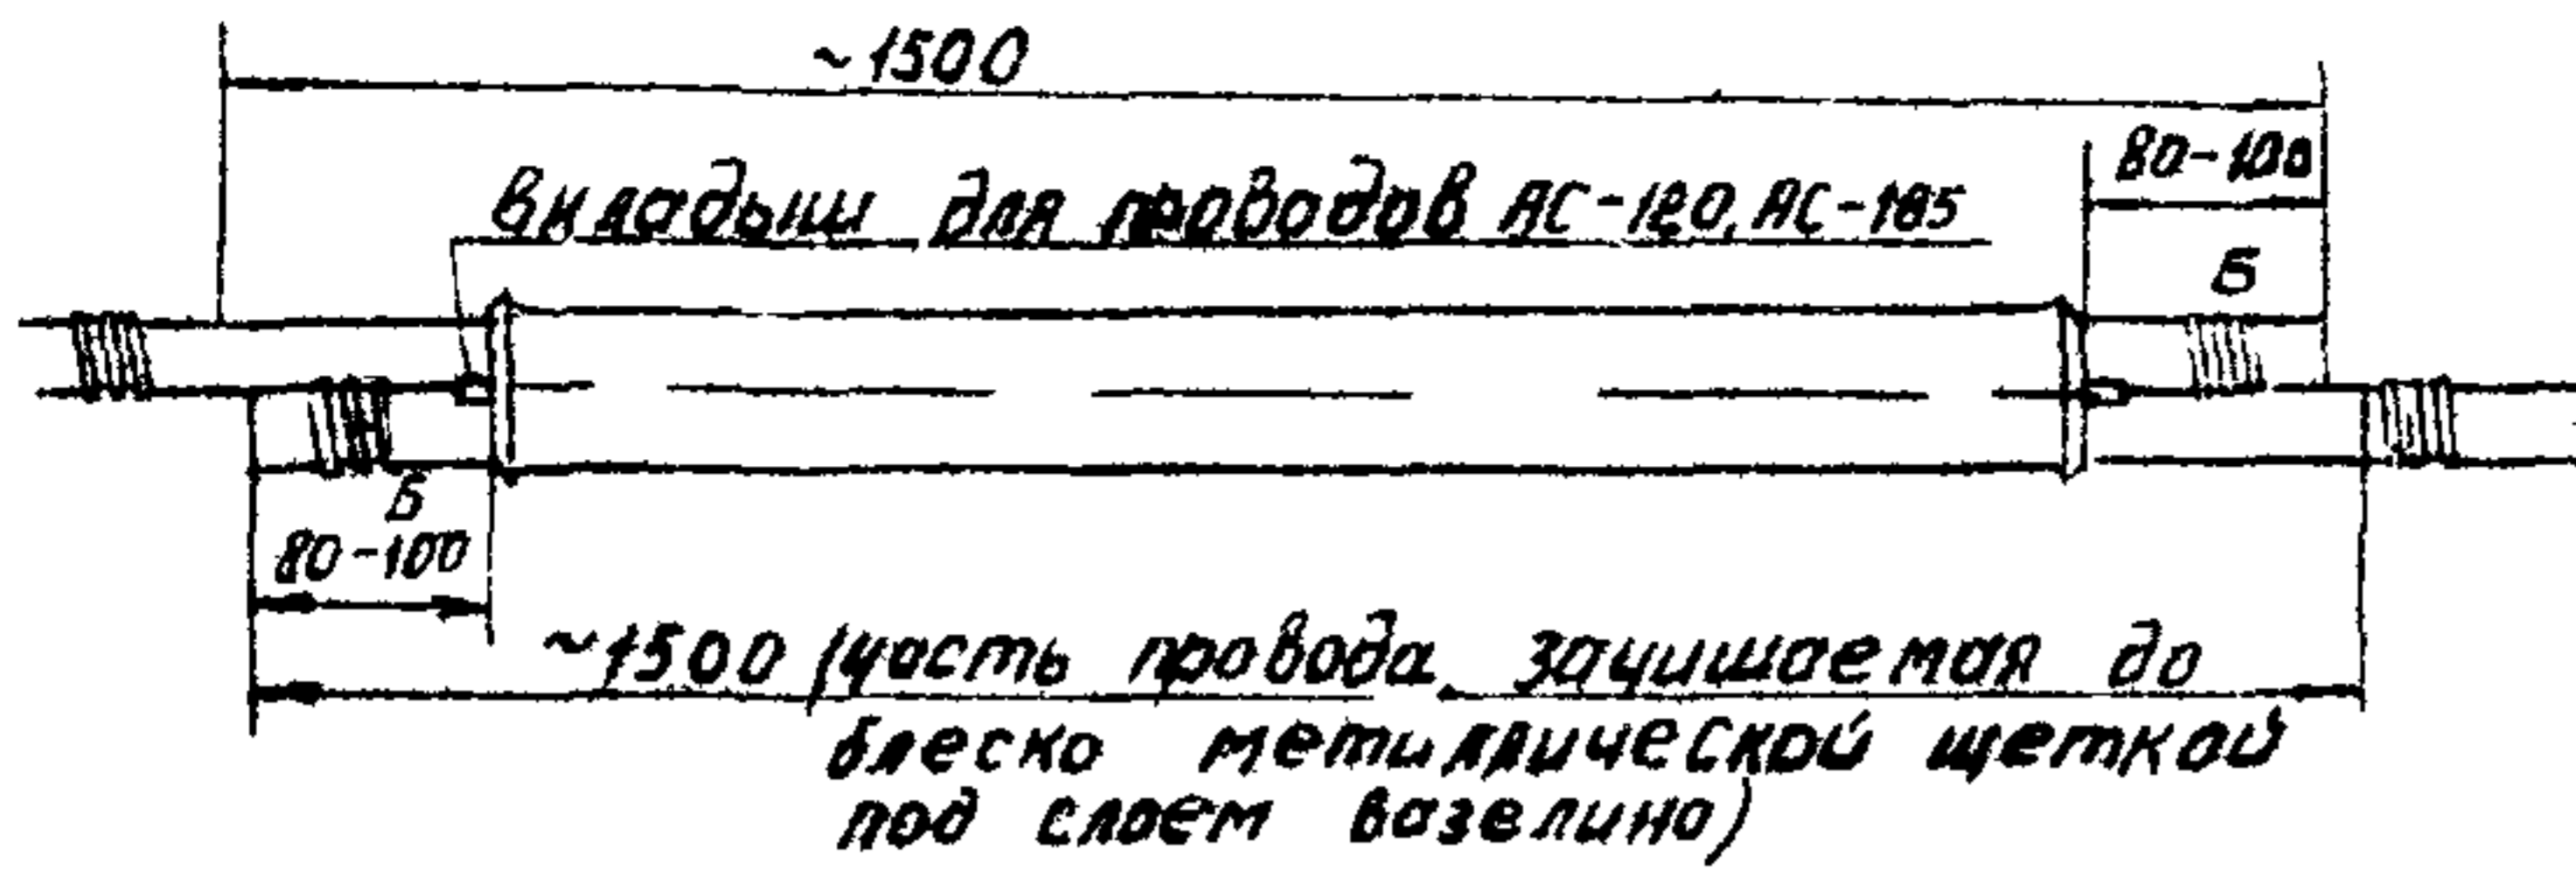 ~1500
80-100
вкладыш для проводов АС-120, АС-185
Б
Б
80-100
~1500 (часть провода, зачищаемая до
блеска металлической щеткой
под слоем вазелина)